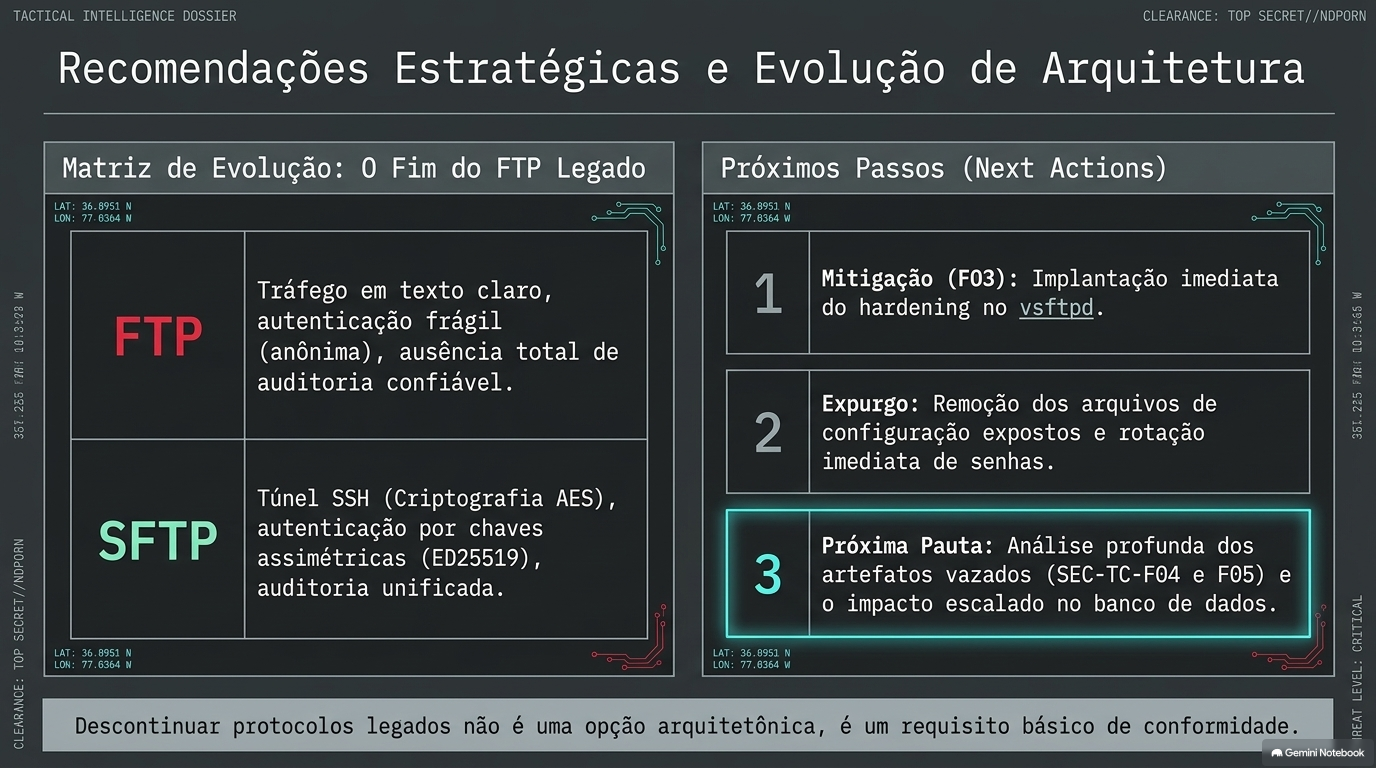 TACTICAL INTELLIGENCE DOSSIER
CLEARANCE: TOP SECRET//NDPORN
Recomendações Estratégicas e Evolução de Arquitetura
Matriz de Evolução: O Fim do FTP Legado
LAT: 36.8951 N
LON: 77.0364 W
FTP
Tráfego em texto claro,
autenticação frágil
(anônima), ausência total de
auditoria confiável.
SFTP
Túnel SSH (Criptografia AES),
autenticação por chaves
assimétricas (ED25519),
auditoria unificada.
LAT: 36.8951 N
LON: 77.0364 W
Próximos Passos (Next Actions)
LAT: 36.8951 N
LON: 77.0364 W
1
Mitigação (F03): Implantação imediata
do hardening no vsftpd.
2
Expurgo: Remoção dos arquivos de
configuração expostos e rotação
imediata de senhas.
3
Próxima Pauta: Análise profunda dos
artefatos vazados (SEC-TC-F04 e F05) e
o impacto escalado no banco de dados.
LAT: 36.8951 N
LON: 77.0364 W
Descontinuar protocolos legados não é uma opção arquitetônica, é um requisito básico de conformidade.
CLEARANCE: TOP SECRET//NDPORN
THREAT LEVEL: CRITICAL
Gemini Notebook